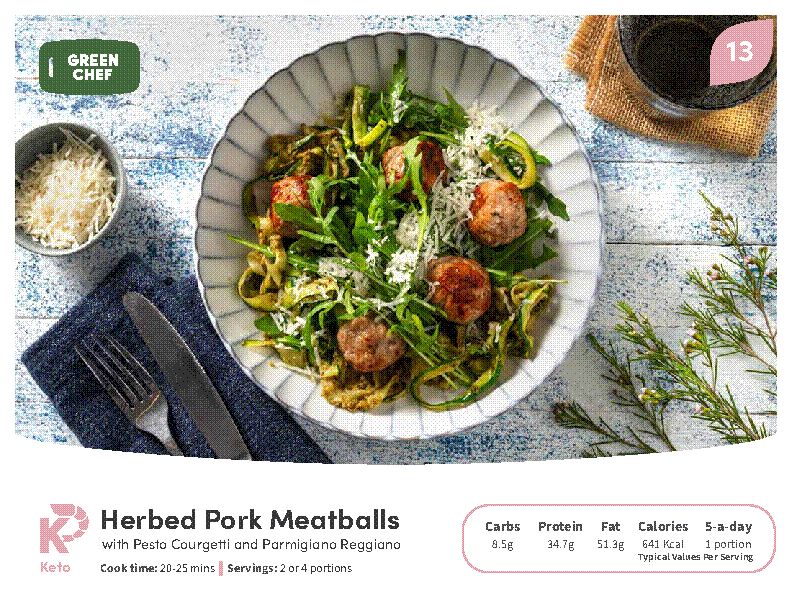 GREEN
CHEF
13
Herbed Pork Meatballs
with Pesto Courgetti and Parmigiano Reggiano
Cook time: 20-25 mins | Servings: 2 or 4 portions
Keto
Carbs Protein Fat Calories 5-a-day
8.5g 34.7g 51.3g 641 Kcal 1 portion
Typical Values Per Serving